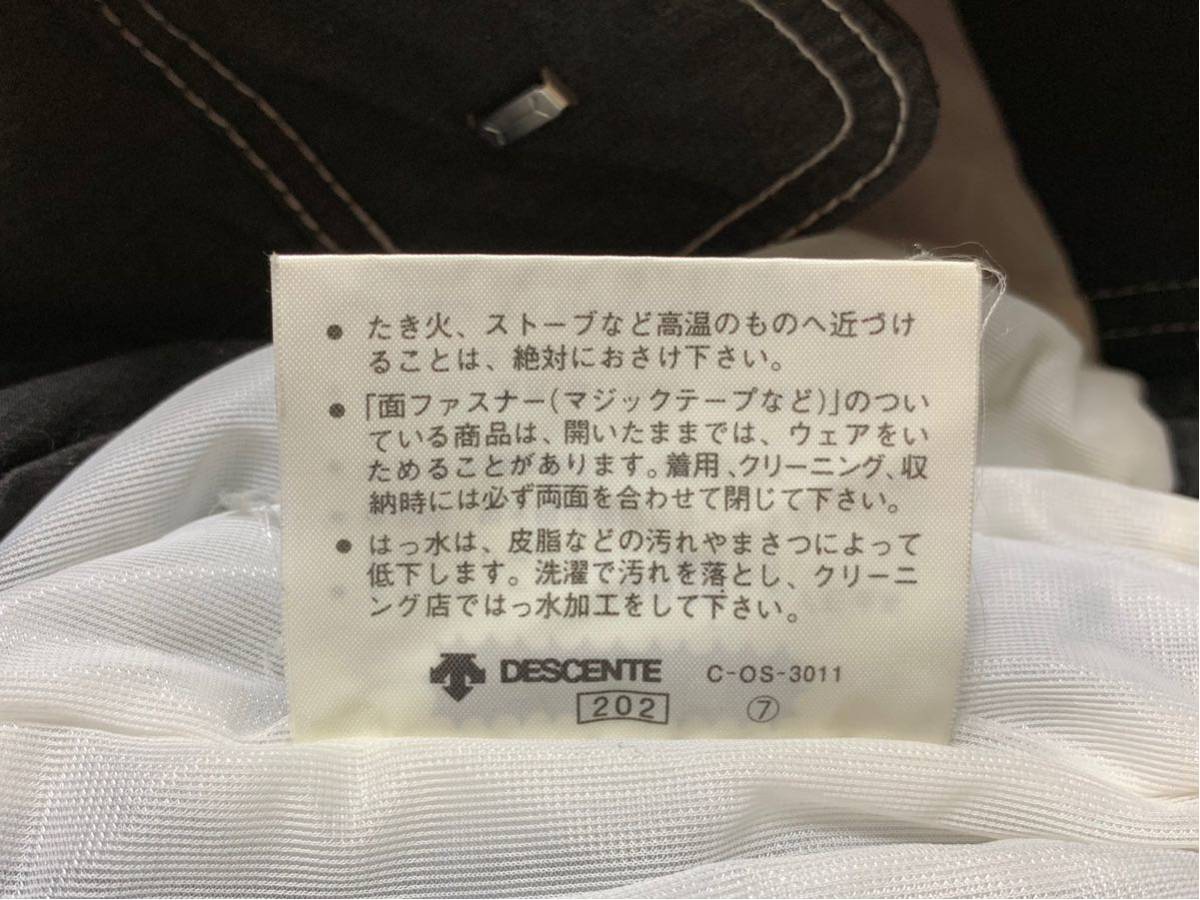 ● たき火、ストーブなど高温のものへ近づけ
ることは、絶対におさけ下さい。
● 「面ファスナー(マジックテープなど)」のつい
ている商品は、開いたままでは、ウェアをい
ためることがあります。着用、クリーニング、収
納時には必ず両面を合わせて閉じて下さい。
● はっ水は、皮脂などの汚れやまさつによって
低下します。洗濯で汚れを落とし、クリーニ
ング店ではっ水加工をして下さい。
DESCENTE C-OS-3011
202 ⑦